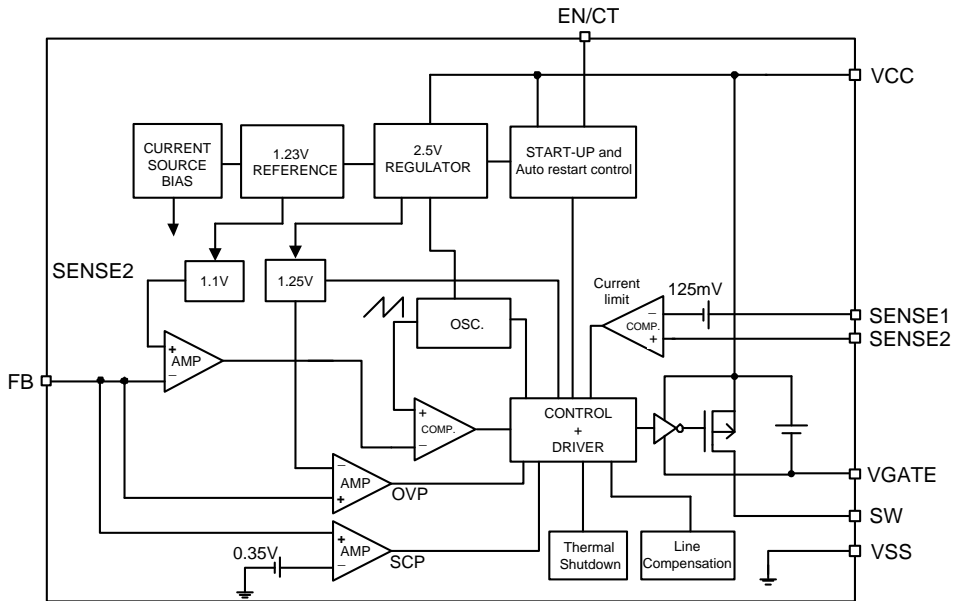 EN/CT
VCC
CURRENT
SOURCE
BIAS
1.23V
REFERENCE
2.5V
REGULATOR
START-UP and
Auto restart control
SENSE2
1.1V
1.25V
OSC.
Current
limit
125mV
−
COMP.
+
SENSE1
SENSE2
FB
+
AMP
−
+
COMP.
−
CONTROL
+
DRIVER
−
AMP
+
OVP
VGATE
SW
0.35V
+
AMP
−
SCP
Thermal
Shutdown
Line
Compensation
VSS